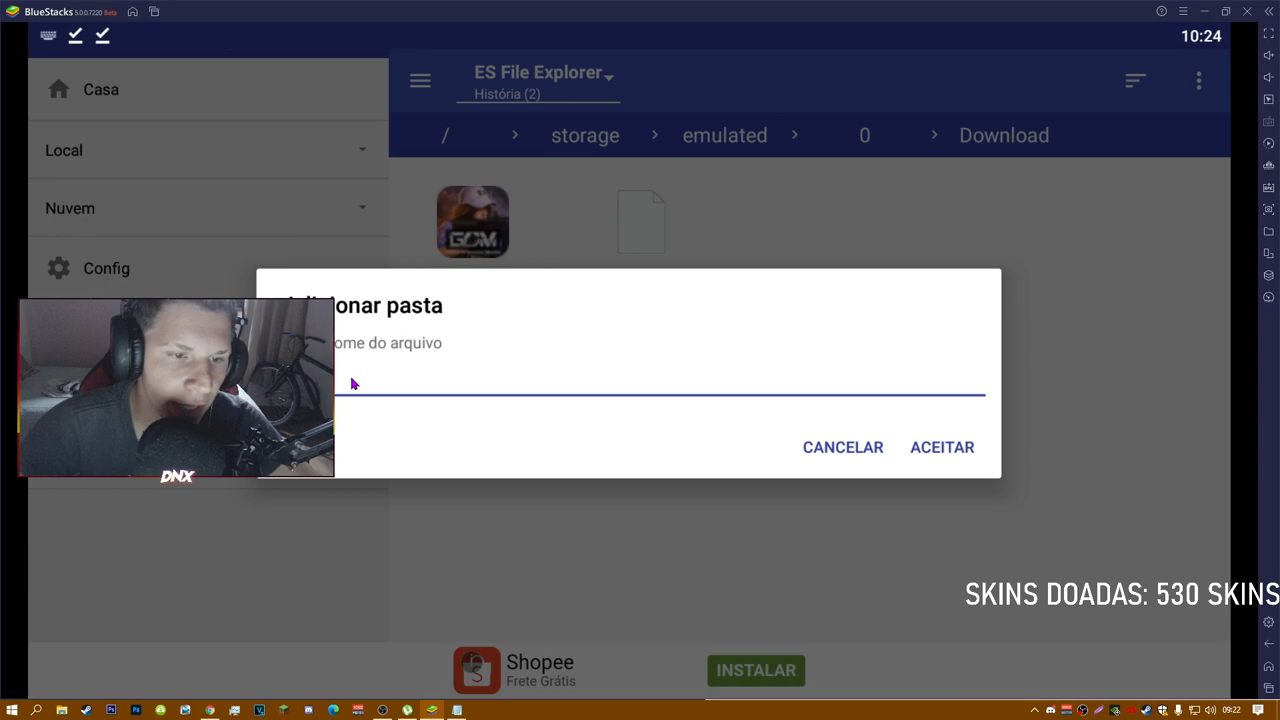 BlueStacks
5.0.0.7220 Beta
10:24
Casa
Local
Nuvem
Config
ES File Explorer
História (2)
/ > storage > emulated > 0 > Download
GCM
ionar pasta
ome do arquivo
CANCELAR ACEITAR
DNX
SKINS DOADAS: 530 SKINS
Shopee
Frete Grátis
INSTALAR
09:22